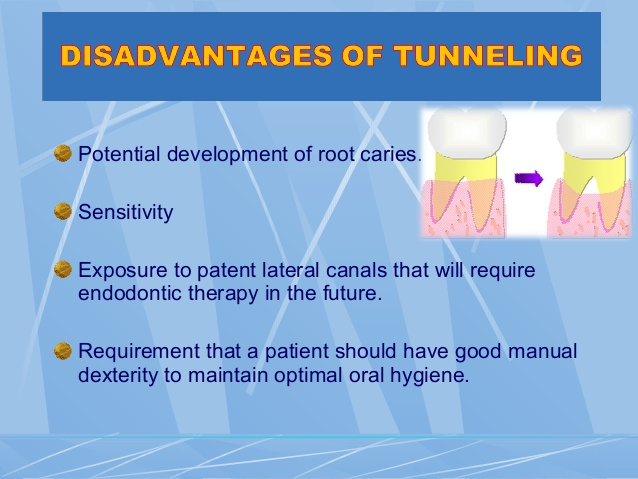 DISADVANTAGES OF TUNNELING
Potential development of root caries.
Sensitivity
Exposure to patent lateral canals that will require
endodontic therapy in the future.
Requirement that a patient should have good manual
dexterity to maintain optimal oral hygiene.